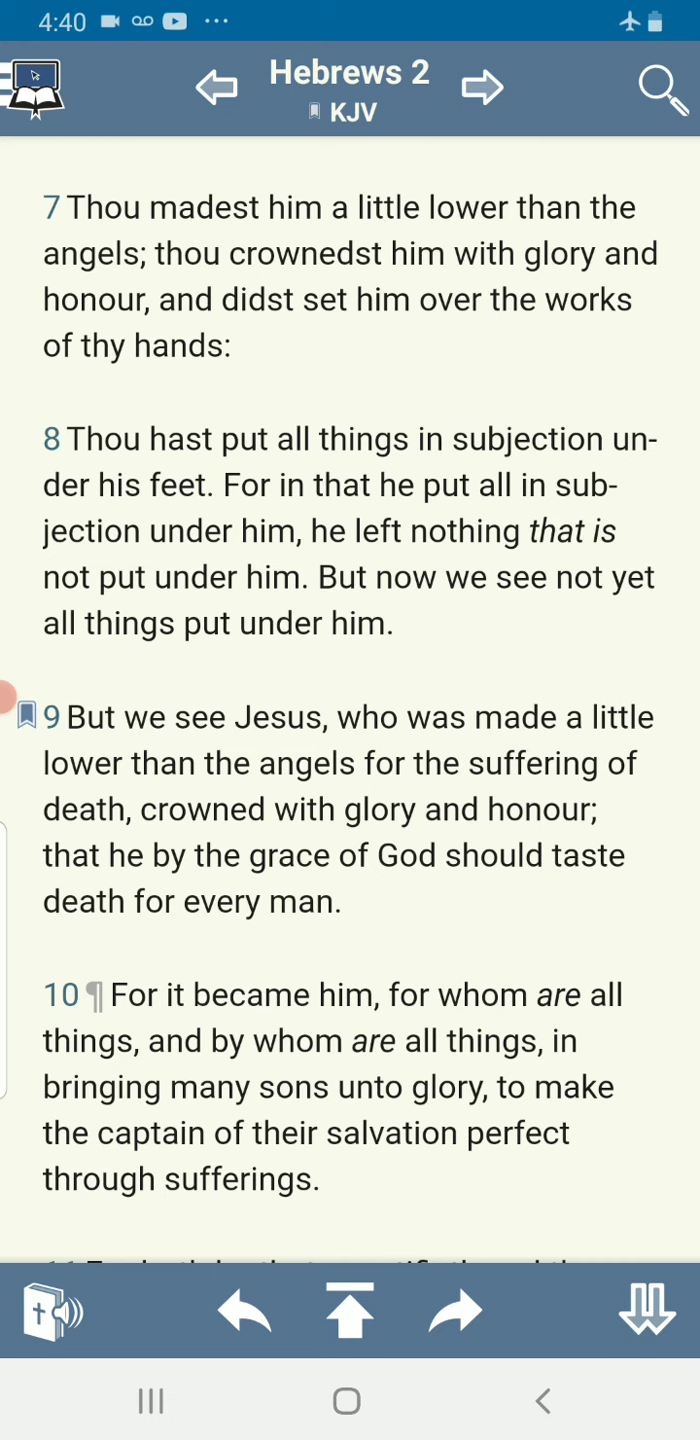 4:40
Hebrews 2
KJV
7 Thou madest him a little lower than the
angels; thou crownedst him with glory and
honour, and didst set him over the works
of thy hands:
8 Thou hast put all things in subjection un-
der his feet. For in that he put all in sub-
jection under him, he left nothing that is
not put under him. But now we see not yet
all things put under him.
9 But we see Jesus, who was made a little
lower than the angels for the suffering of
death, crowned with glory and honour;
that he by the grace of God should taste
death for every man.
10 ¶ For it became him, for whom are all
things, and by whom are all things, in
bringing many sons unto glory, to make
the captain of their salvation perfect
through sufferings.